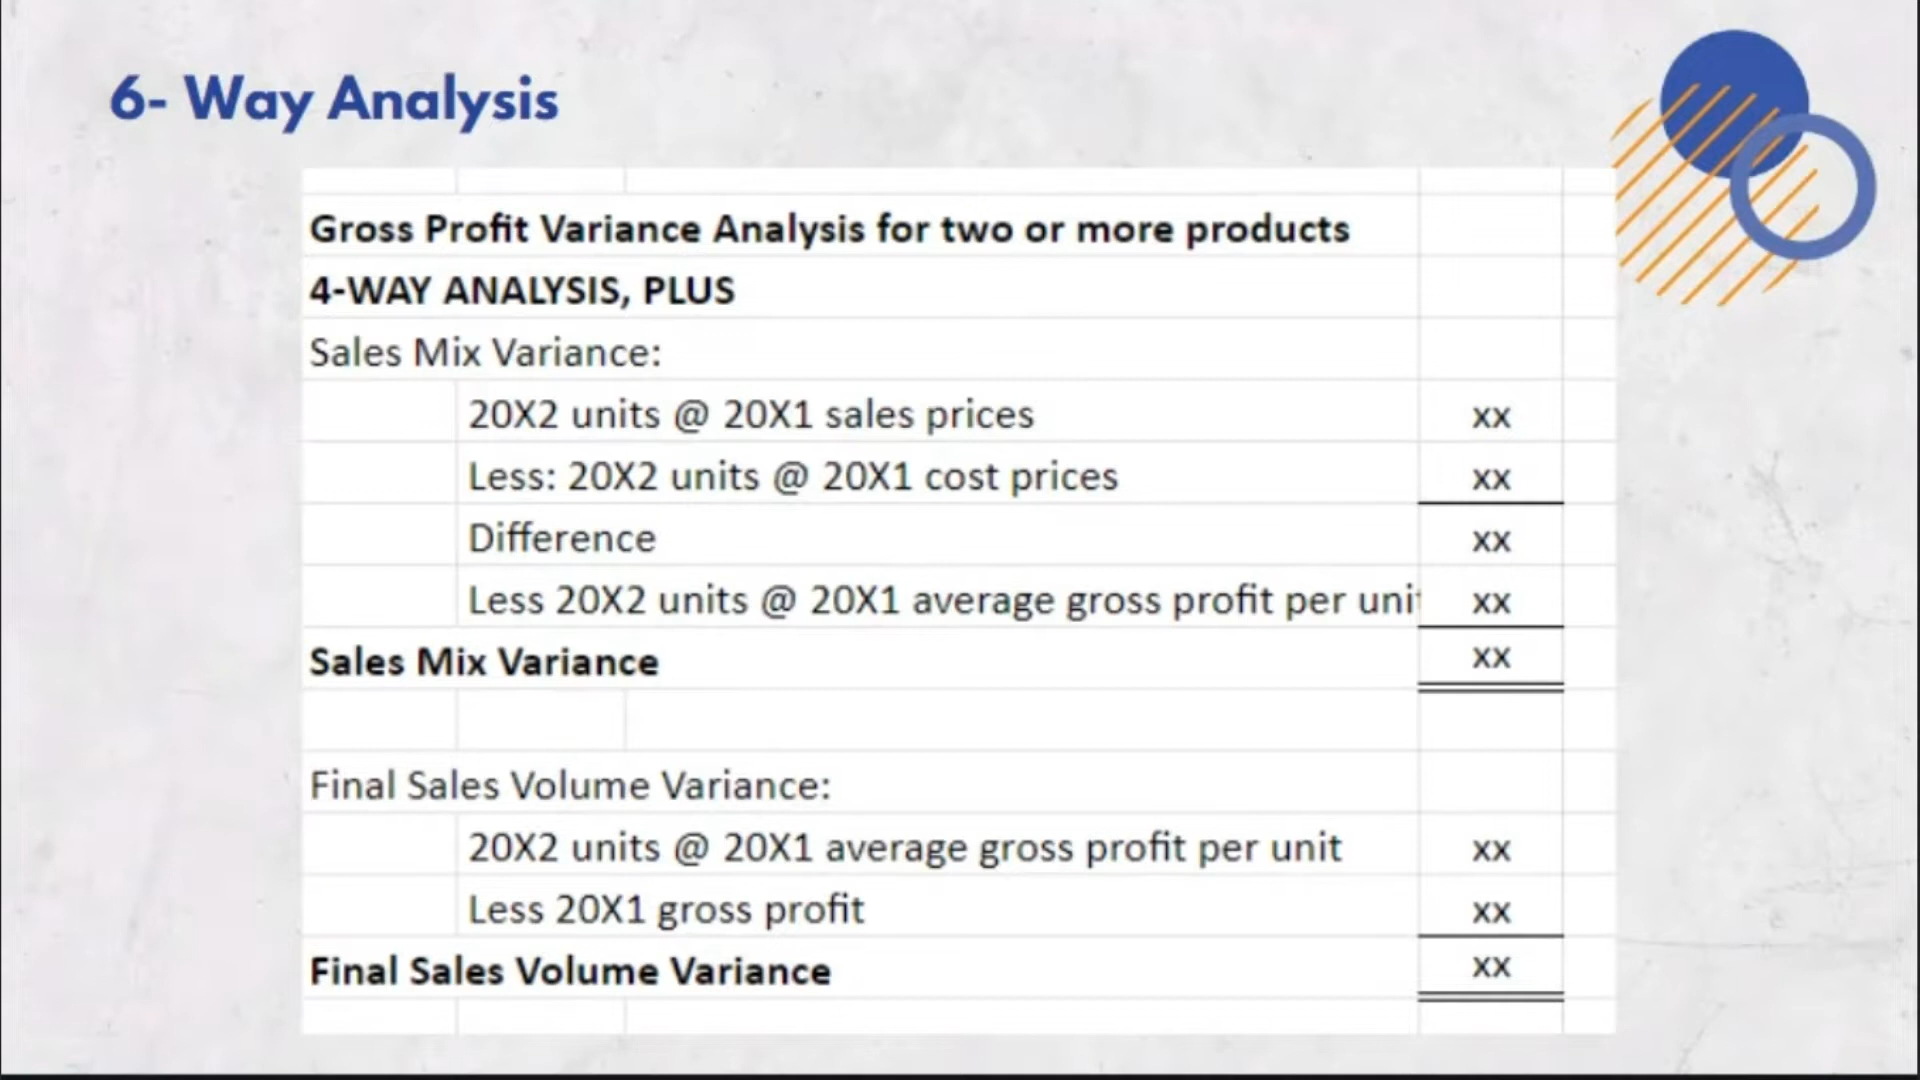 6- Way Analysis
Gross Profit Variance Analysis for two or more products
4-WAY ANALYSIS, PLUS
Sales Mix Variance:
20X2 units @ 20X1 sales prices xx
Less: 20X2 units @ 20X1 cost prices xx
Difference xx
Less 20X2 units @ 20X1 average gross profit per unit xx
Sales Mix Variance xx
Final Sales Volume Variance:
20X2 units @ 20X1 average gross profit per unit xx
Less 20X1 gross profit xx
Final Sales Volume Variance xx